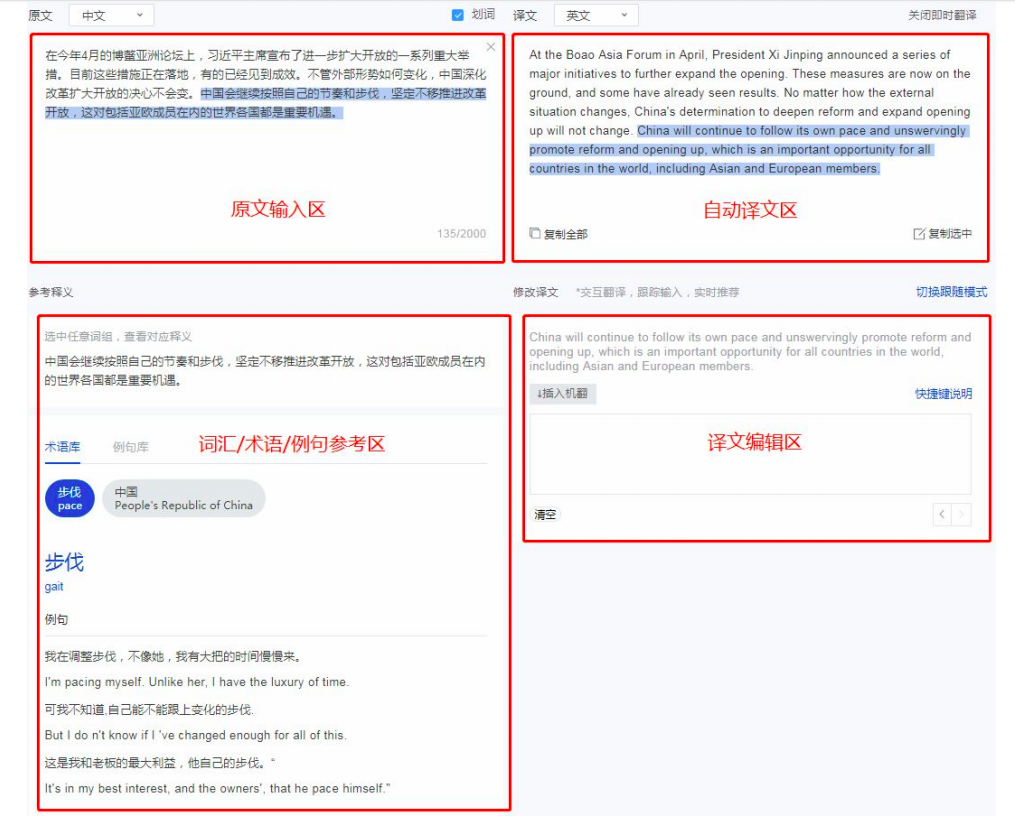 原文 中文 划词 译文 英文 关闭即时翻译
在今年4月的博鳌亚洲论坛上，习近平主席宣布了进一步扩大开放的一系列重大举
措。目前这些措施正在落地，有的已经见到成效。不管外部形势如何变化，中国深化
改革扩大开放的决心不会变。中国会继续按照自己的节奏和步伐，坚定不移推进改革
开放，这对包括亚欧成员在内的世界各国都是重要机遇。
原文输入区
135/2000
At the Boao Asia Forum in April, President Xi Jinping announced a series of
major initiatives to further expand the opening. These measures are now on the
ground, and some have already seen results. No matter how the external
situation changes, China's determination to deepen reform and expand opening
up will not change. China will continue to follow its own pace and unswervingly
promote reform and opening up, which is an important opportunity for all
countries in the world, including Asian and European members.
自动译文区
复制全部 复制选中
参考释义
选中任意词组，查看对应释义
中国会继续按照自己的节奏和步伐，坚定不移推进改革开放，这对包括亚欧成员在内
的世界各国都是重要机遇。
术语库 例句库 词汇/术语/例句参考区
步伐
pace
中国
People's Republic of China
步伐
gait
例句
我在调整步伐，不像她，我有大把的时间慢慢来。
I'm pacing myself. Unlike her, I have the luxury of time.
可我不知道,自己能不能跟上变化的步伐.
But I do n't know if I 've changed enough for all of this.
这是我和老板的最大利益，他自己的步伐。“
It's in my best interest, and the owners', that he pace himself.”
修改译文 *交互翻译，跟踪输入，实时推荐 切换跟随模式
China will continue to follow its own pace and unswervingly promote reform and
opening up, which is an important opportunity for all countries in the world,
including Asian and European members.
↓插入机翻 快捷键说明
译文编辑区
清空